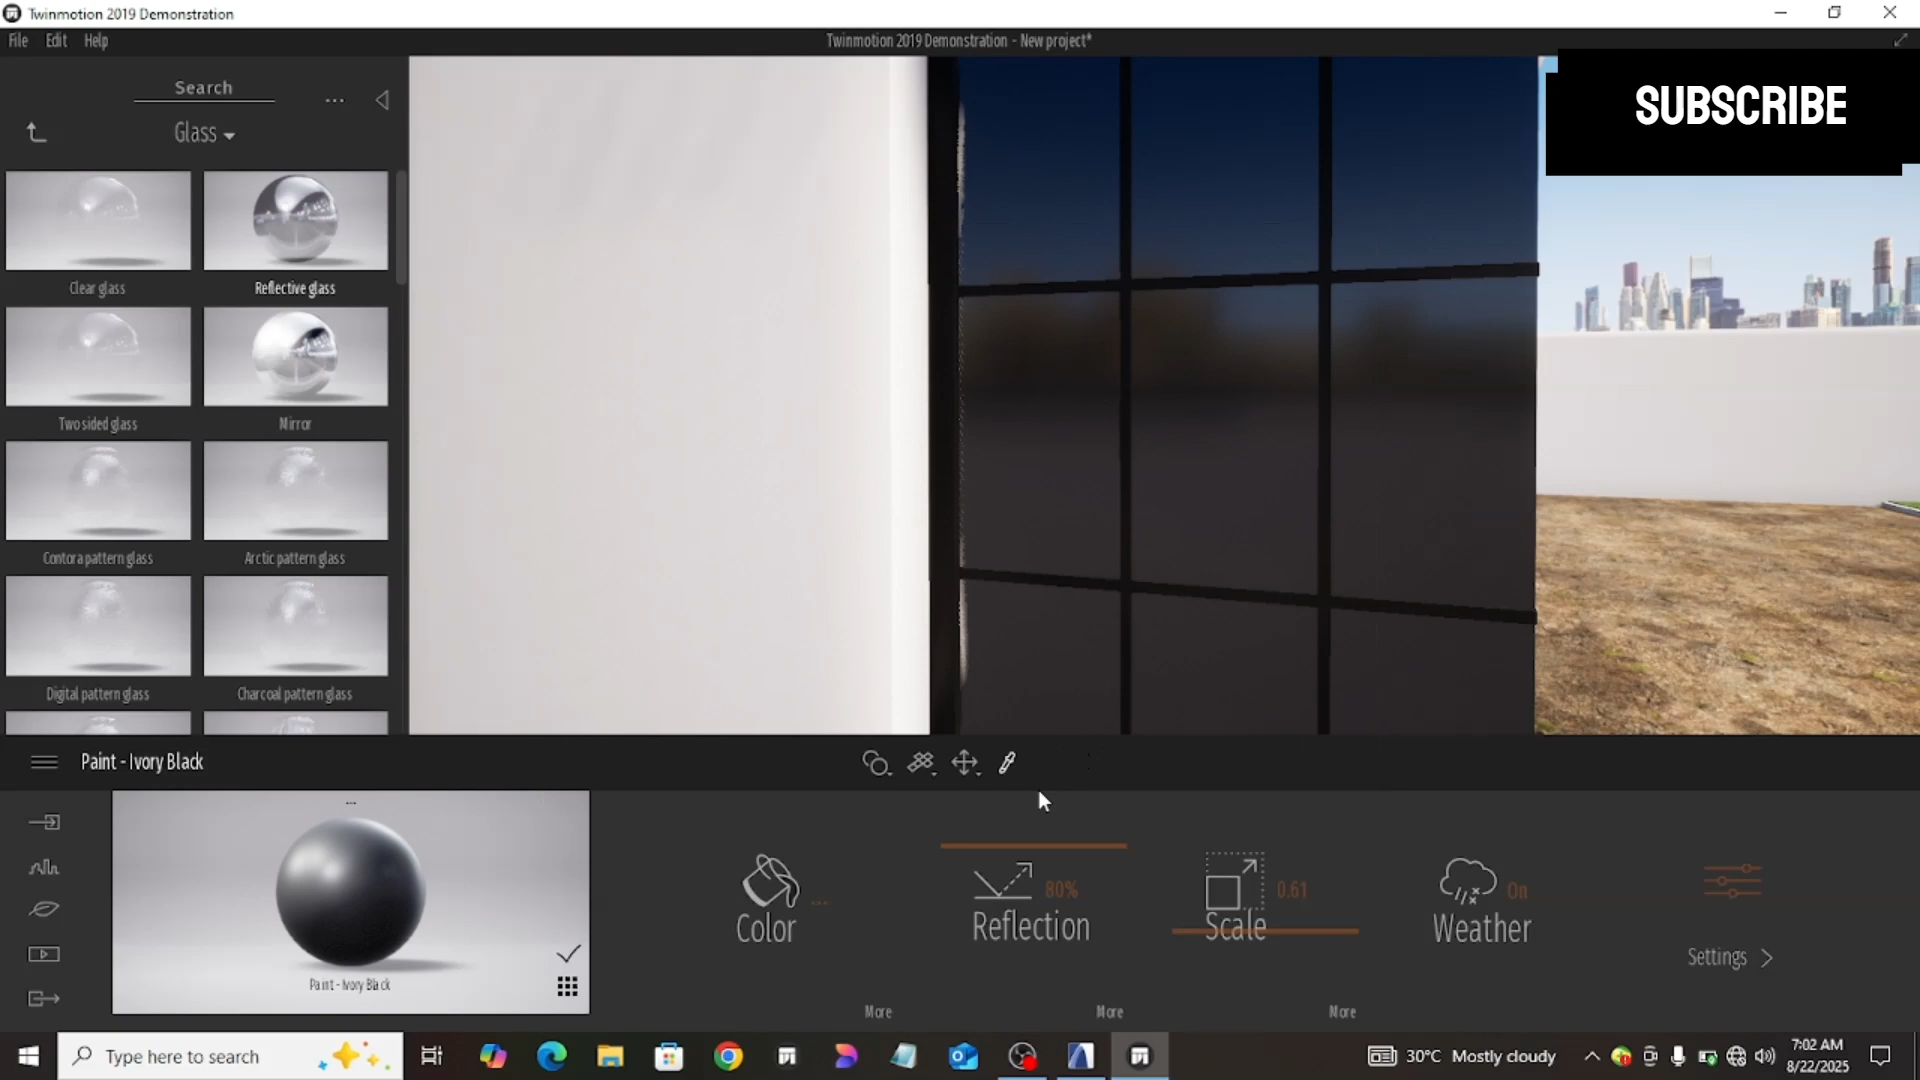 Twinmotion 2019 Demonstration
File Edit Help
Twinmotion 2019 Demonstration - New project*
SUBSCRIBE
Search
...
Glass
Clear glass
Reflective glass
Two sided glass
Mirror
Contora pattern glass
Arctic pattern glass
Digital pattern glass
Charcoal pattern glass
Paint - Ivory Black
...
Paint - Ivory Black
Color ...
Reflection 80%
Scale 0.61
Weather On
Settings
More
More
More
Type here to search
30°C Mostly cloudy
7:02 AM
8/22/2025